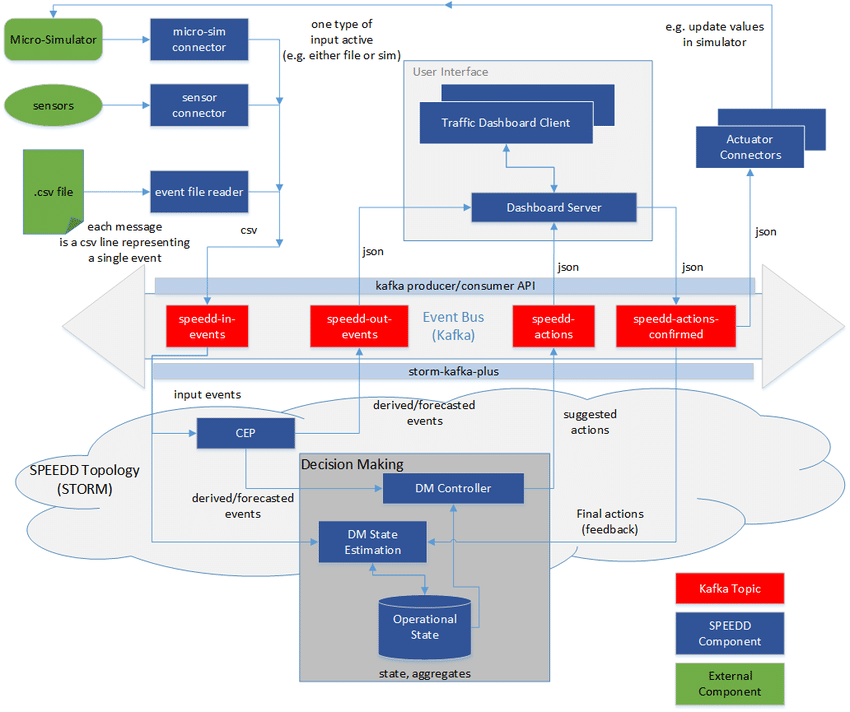 Micro-Simulator
micro-sim
connector
one type of
input active
(e.g. either file or sim)
e.g. update values
in simulator
User Interface
sensors
sensor
connector
Traffic Dashboard Client
Actuator
Connectors
.csv file
event file reader
Dashboard Server
each message
is a csv line representing
a single event
csv
json
json
json
json
kafka producer/consumer API
speedd-in-
events
speedd-out-
events
Event Bus
(Kafka)
speedd-
actions
speedd-actions-
confirmed
storm-kafka-plus
input events
derived/forecasted
events
suggested
actions
CEP
SPEEDD Topology
(STORM)
Decision Making
derived/forecasted
events
DM Controller
Final actions
(feedback)
DM State
Estimation
Operational
State
state, aggregates
Kafka Topic
SPEEDD
Component
External
Component